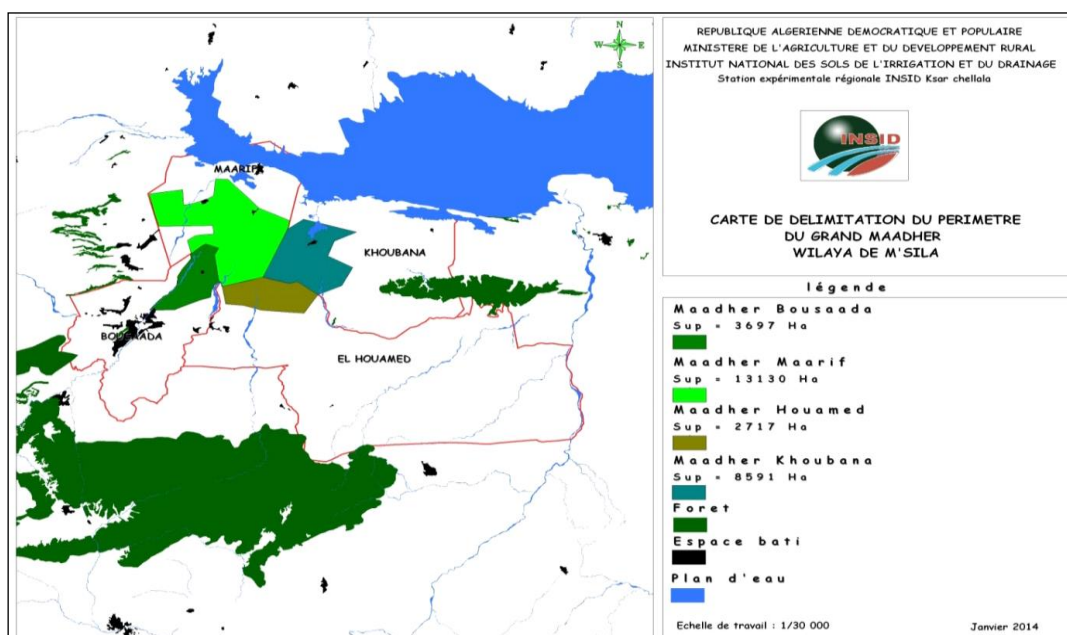 N
W E
S
MAARIF
KHOUBANA
BOUSAADA
EL HOUAMED
REPUBLIQUE ALGERIENNE DEMOCRATIQUE ET POPULAIRE
MINISTERE DE L'AGRICULTURE ET DU DEVELOPPEMENT RURAL
INSTITUT NATIONAL DES SOLS DE L'IRRIGATION ET DU DRAINAGE
Station expérimentale régionale INSID Ksar chellala
INSID
CARTE DE DELIMITATION DU PERIMETRE
DU GRAND MAADHER
WILAYA DE M'SILA
légende
Maadher Bousaada
Sup = 3697 Ha
Maadher Maarif
Sup = 13130 Ha
Maadher Houamed
Sup = 2717 Ha
Maadher Khoubana
Sup = 8591 Ha
Foret
Espace bati
Plan d'eau
Echelle de travail : 1/30 000
Janvier 2014